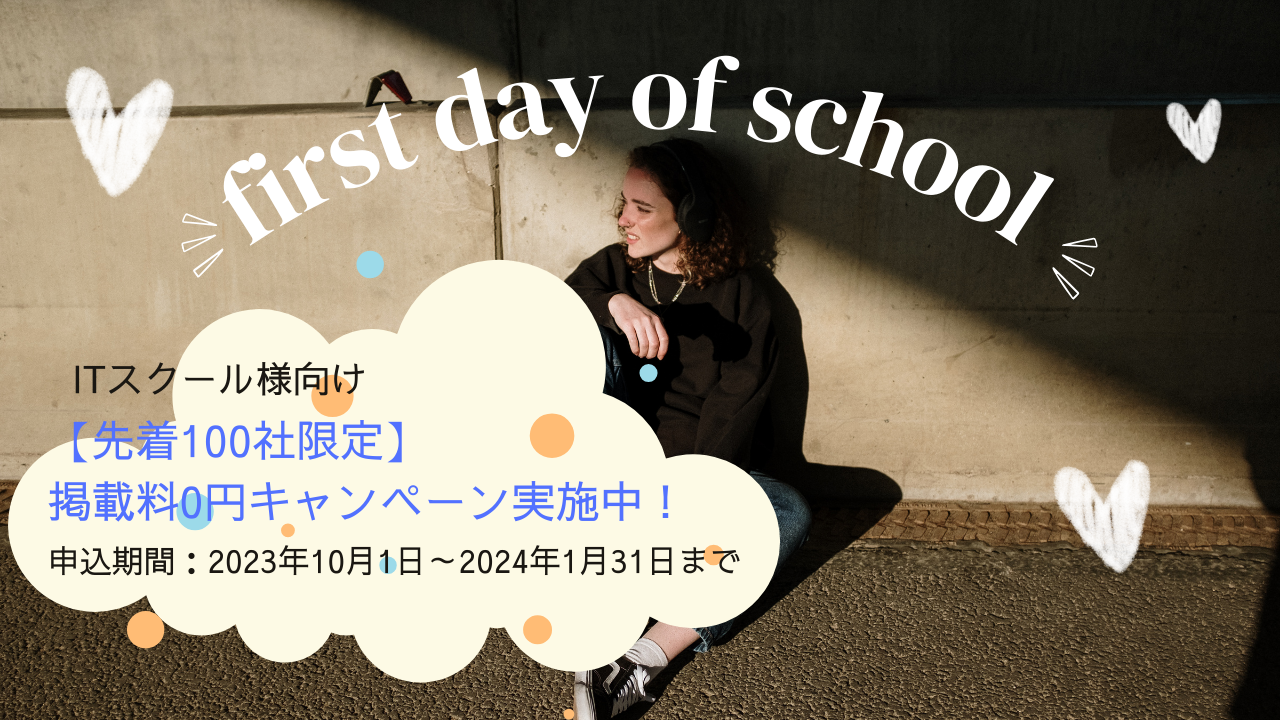 first day of school
ITスクール様向け
【先着100社限定】
掲載料0円キャンペーン実施中！
申込期間：2023年10月1日～2024年1月31日まで